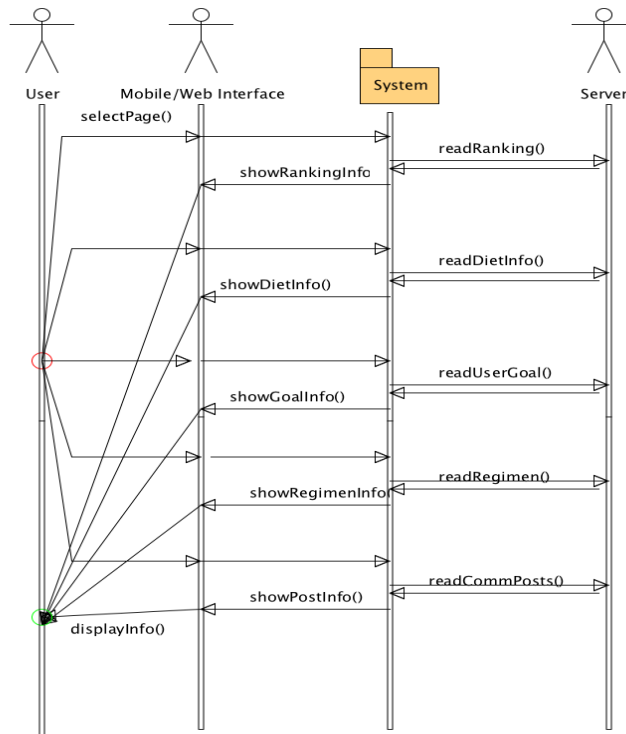 User
Mobile/Web Interface
System
Server
selectPage()
readRanking()
showRankingInfo
readDietInfo()
showDietInfo()
readUserGoal()
showGoalInfo()
readRegimen()
showRegimenInfo
readCommPosts()
showPostInfo()
displayInfo()